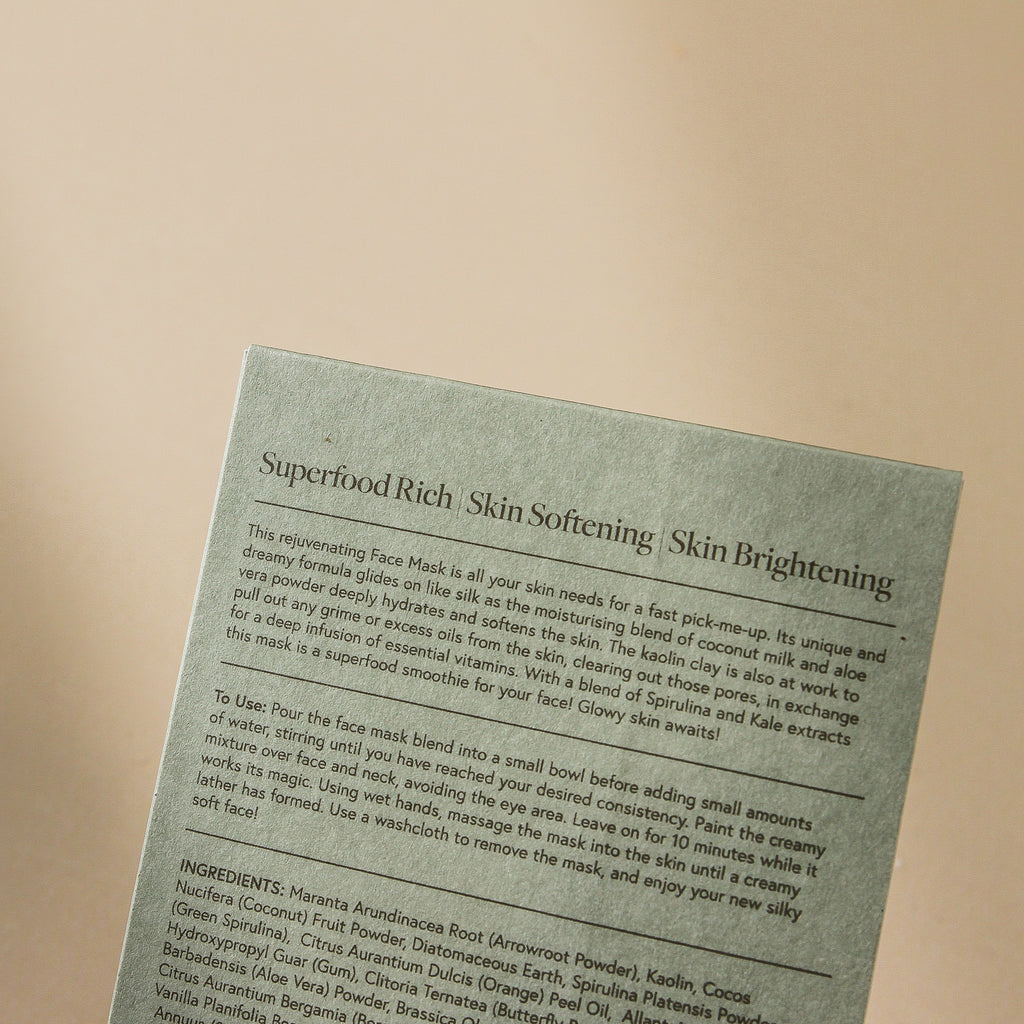 Superfood Rich | Skin Softening | Skin Brightening
This rejuvenating Face Mask is all your skin needs for a fast pick-me-up. Its unique and
dreamy formula glides on like silk as the moisturising blend of coconut milk and aloe
vera powder deeply hydrates and softens the skin. The kaolin clay is also at work to
pull out any grime or excess oils from the skin, clearing out those pores, in exchange
for a deep infusion of essential vitamins. With a blend of Spirulina and Kale extracts
this mask is a superfood smoothie for your face! Glowy skin awaits!
To Use: Pour the face mask blend into a small bowl before adding small amounts
of water, stirring until you have reached your desired consistency. Paint the creamy
mixture over face and neck, avoiding the eye area. Leave on for 10 minutes while it
works its magic. Using wet hands, massage the mask into the skin until a creamy
lather has formed. Use a washcloth to remove the mask, and enjoy your new silky
soft face!
INGREDIENTS: Maranta Arundinacea Root (Arrowroot Powder), Kaolin, Cocos
Nucifera (Coconut) Fruit Powder, Diatomaceous Earth, Spirulina Platensis Powder
(Green Spirulina), Citrus Aurantium Dulcis (Orange) Peel Oil,
Hydroxypropyl Guar (Gum), Clitoria Ternatea (Butterfly
Barbadensis (Aloe Vera) Powder, Brassica
Citrus Aurantium Bergamia
Vanilla Planifolia